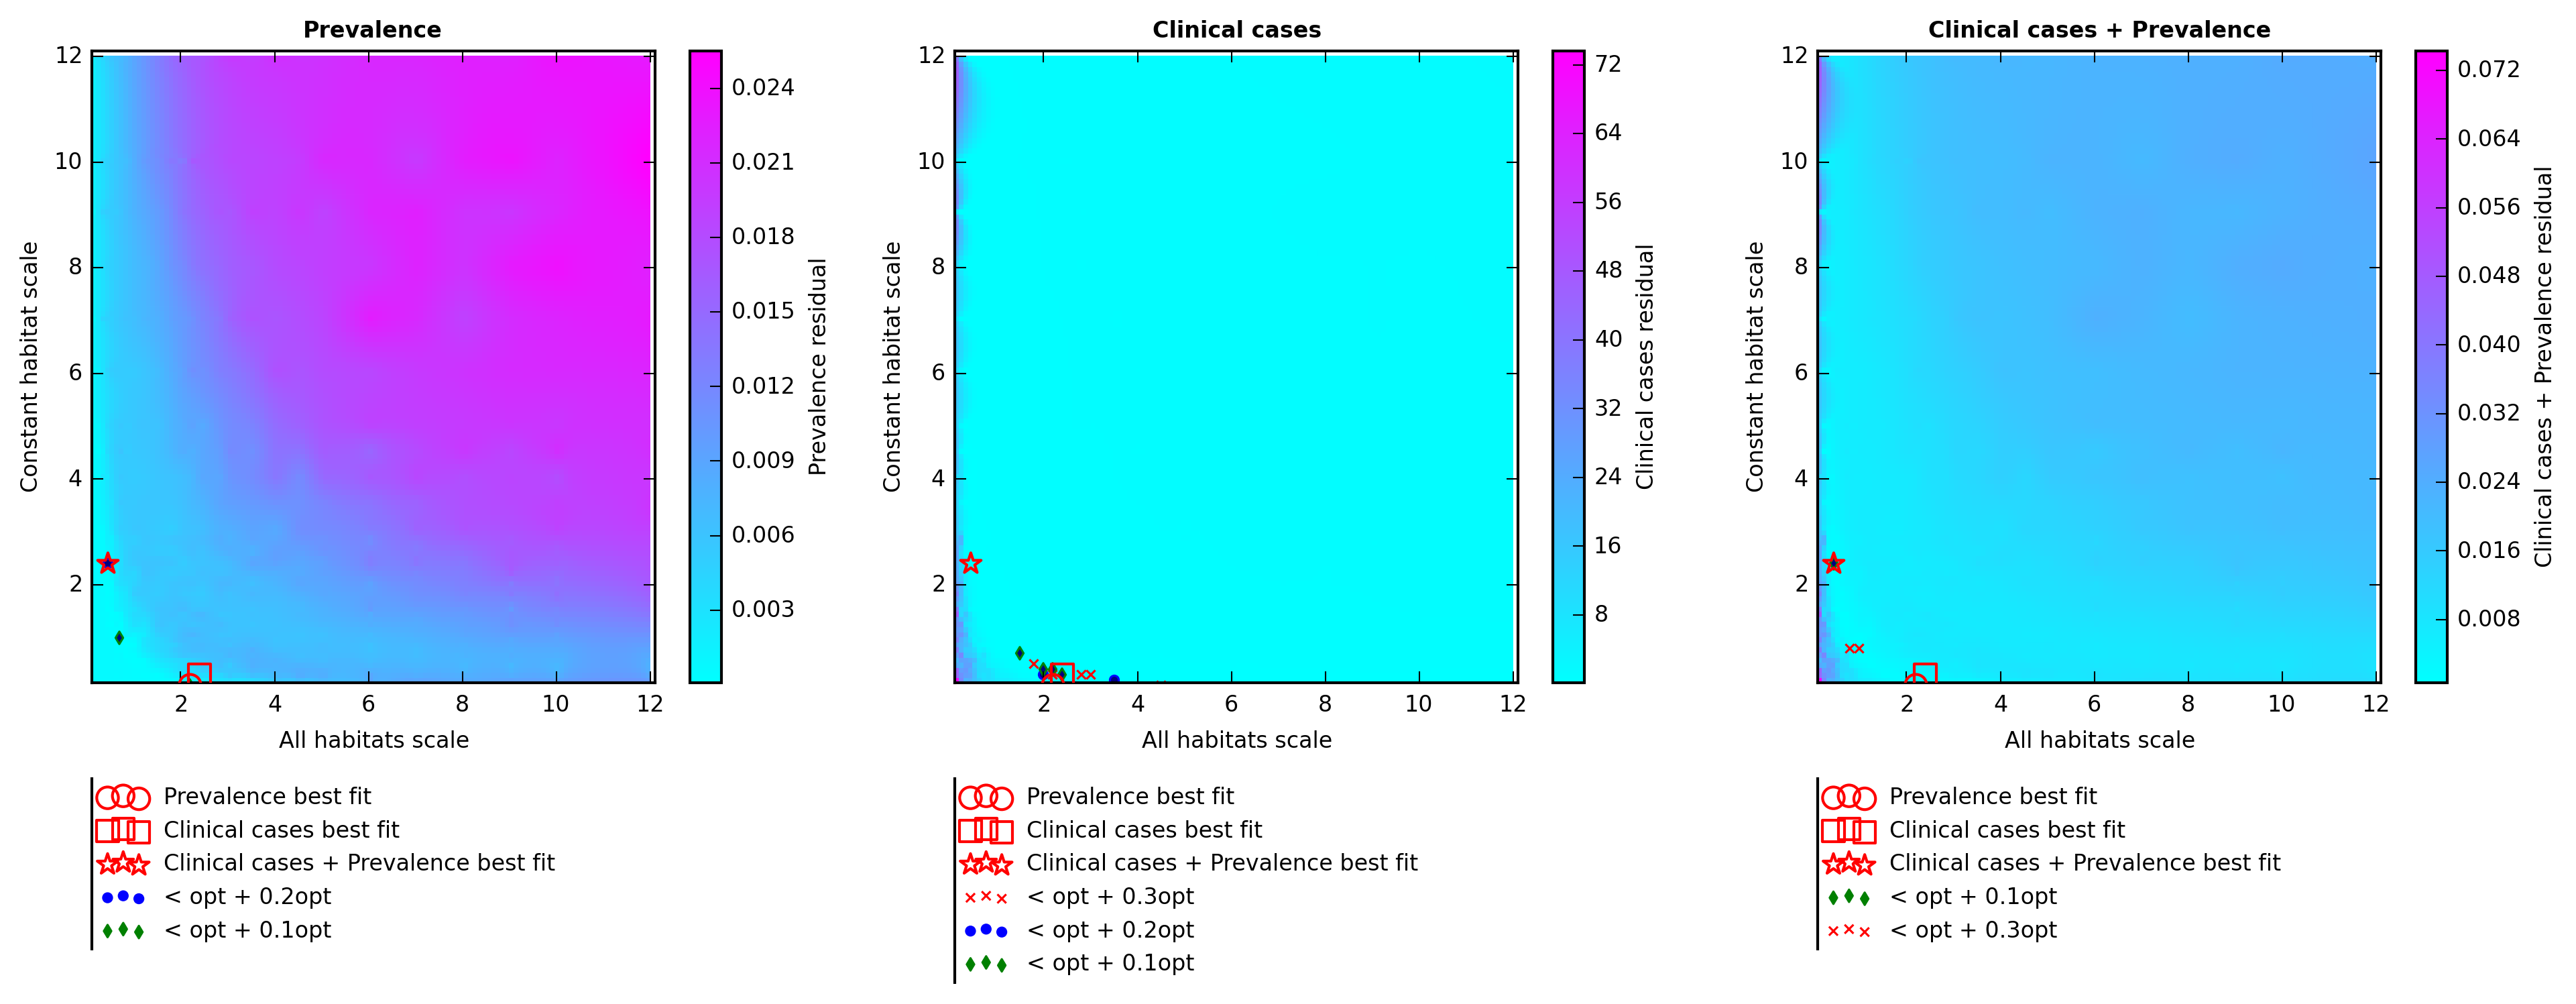 Prevalence
12
10
8
6
4
2
Constant habitat scale
2 4 6 8 10 12
All habitats scale
0.024
0.021
0.018
0.015
0.012
0.009
0.006
0.003
Prevalence residual
Prevalence best fit
Clinical cases best fit
Clinical cases + Prevalence best fit
< opt + 0.2opt
< opt + 0.1opt
Clinical cases
12
10
8
6
4
2
Constant habitat scale
2 4 6 8 10 12
All habitats scale
72
64
56
48
40
32
24
16
8
Clinical cases residual
Prevalence best fit
Clinical cases best fit
Clinical cases + Prevalence best fit
< opt + 0.3opt
< opt + 0.2opt
< opt + 0.1opt
Clinical cases + Prevalence
12
10
8
6
4
2
Constant habitat scale
2 4 6 8 10 12
All habitats scale
0.072
0.064
0.056
0.048
0.040
0.032
0.024
0.016
0.008
Clinical cases + Prevalence residual
Prevalence best fit
Clinical cases best fit
Clinical cases + Prevalence best fit
< opt + 0.1opt
< opt + 0.3opt